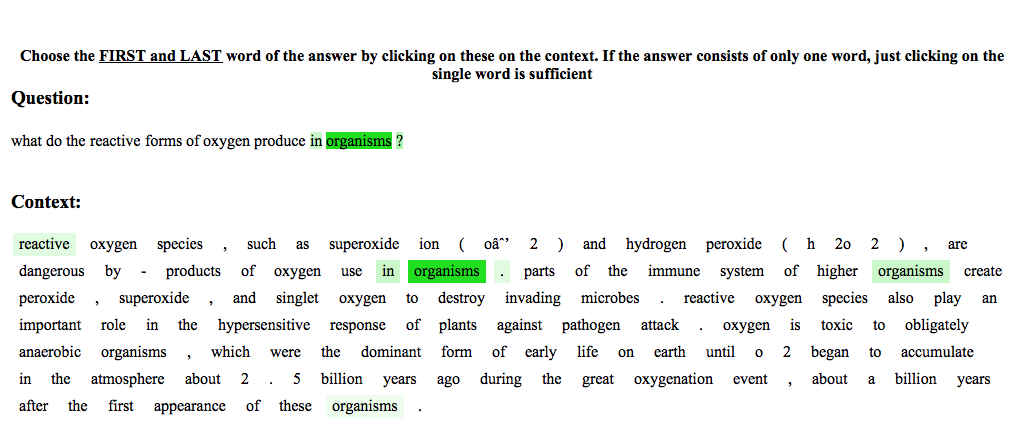 Choose the FIRST and LAST word of the answer by clicking on these on the context. If the answer consists of only one word, just clicking on the
single word is sufficient
Question:
what do the reactive forms of oxygen produce in organisms ?
Context:
reactive oxygen species , such as superoxide ion ( oâˆ’ 2 ) and hydrogen peroxide ( h 2o 2 ) , are
dangerous by - products of oxygen use in organisms . parts of the immune system of higher organisms create
peroxide , superoxide , and singlet oxygen to destroy invading microbes . reactive oxygen species also play an
important role in the hypersensitive response of plants against pathogen attack . oxygen is toxic to obligately
anaerobic organisms , which were the dominant form of early life on earth until o 2 began to accumulate
in the atmosphere about 2 . 5 billion years ago during the great oxygenation event , about a billion years
after the first appearance of these organisms .